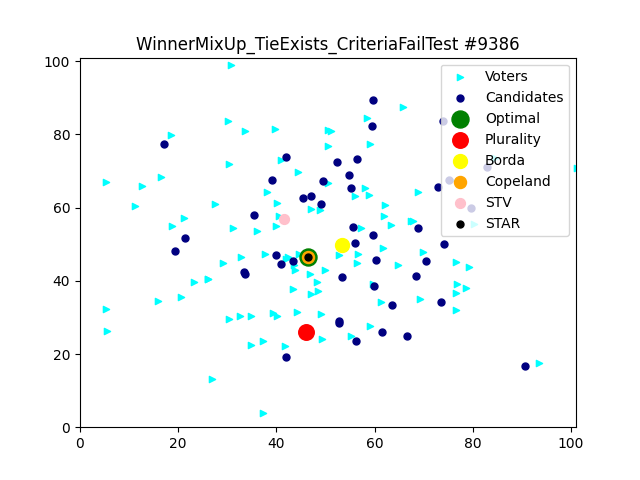 WinnerMixUp_TieExists_CriteriaFailTest #9386
100
80
60
40
20
0
0 20 40 60 80 100
Voters
Candidates
Optimal
Plurality
Borda
Copeland
STV
STAR